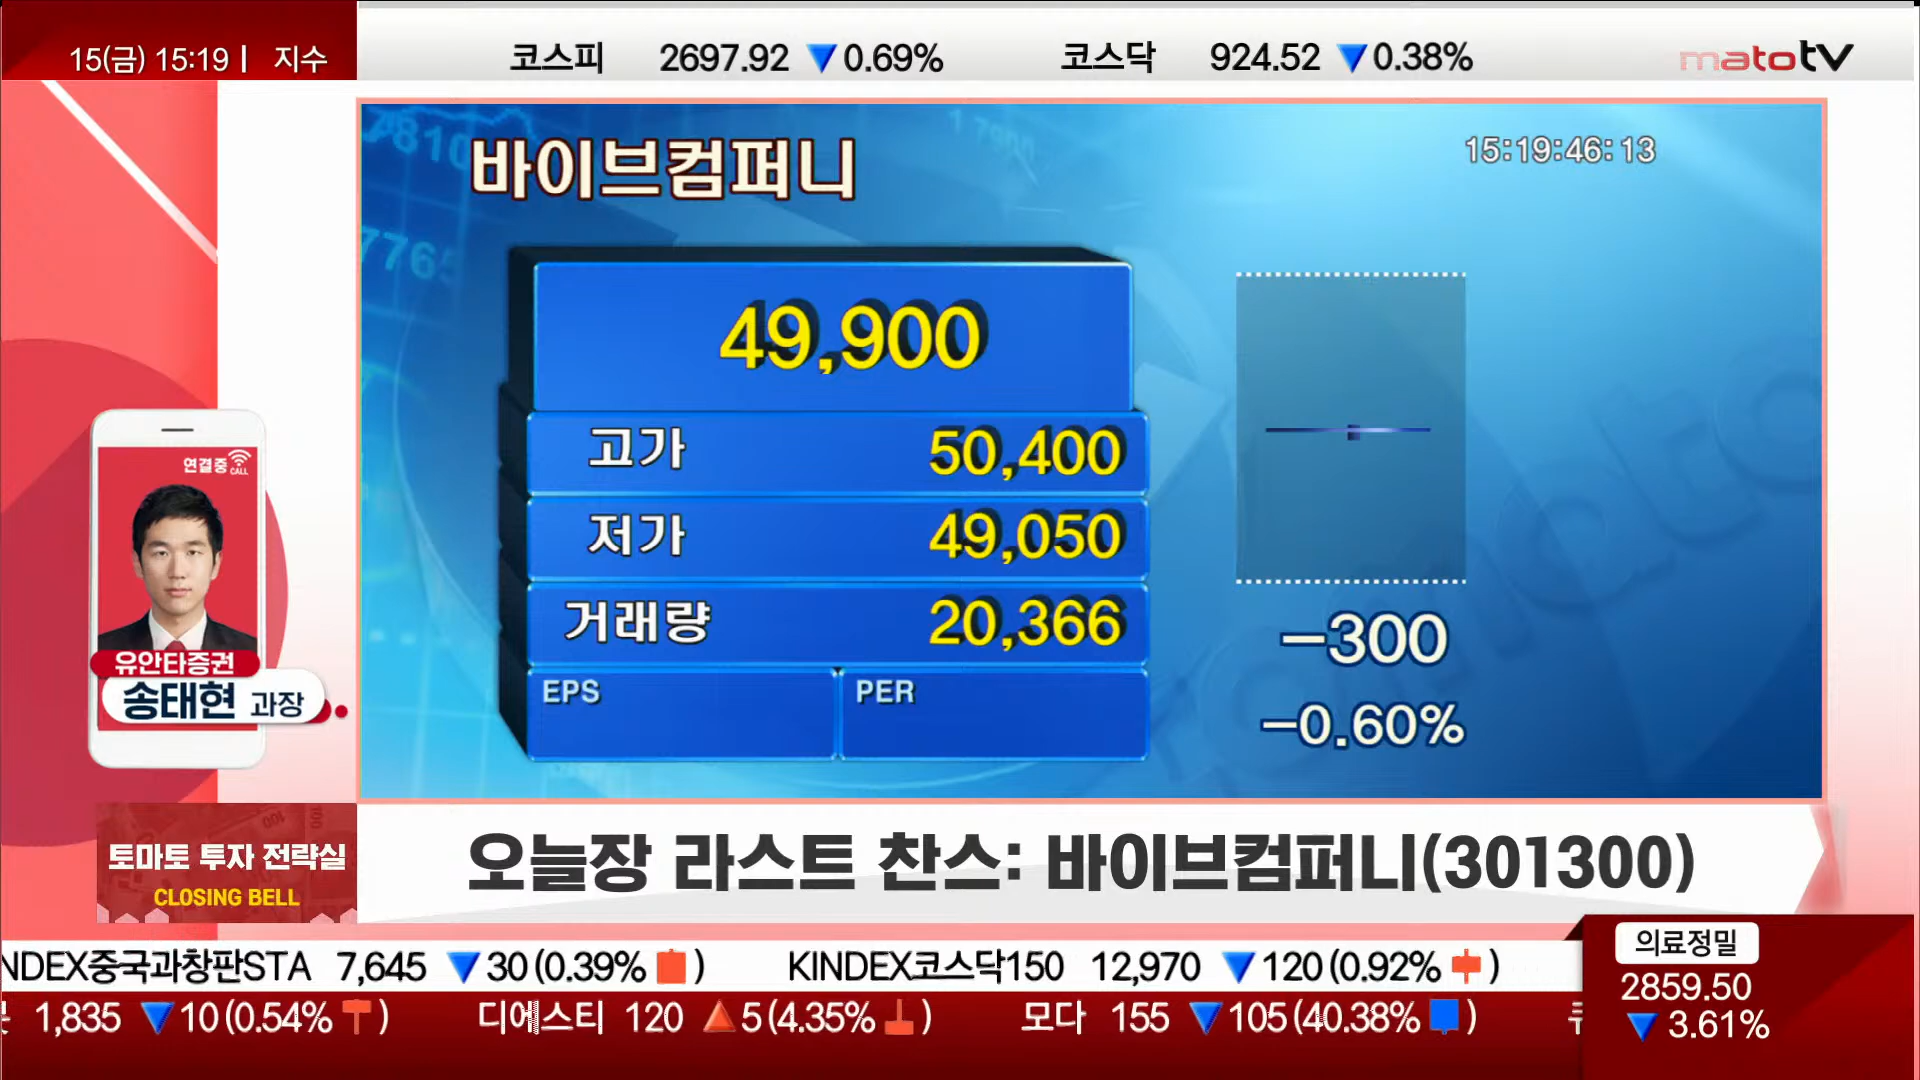 15(금) 15:19 | 지수
코스피 2697.92 ▼0.69% 코스닥 924.52 ▼0.38%
matotV
바이브컴퍼니
15:19:46:13
49,900
고가 50,400
저가 49,050
거래량 20,366
EPS PER
-300
-0.60%
연결중
CALL
유안타증권
송태현 과장
토마토 투자 전략실
CLOSING BELL
오늘장 라스트 찬스: 바이브컴퍼니(301300)
NDEX중국과창판STA 7,645 ▼30(0.39% ) KINDEX코스닥150 12,970 ▼120(0.92% )
1,835 ▼10(0.54% ) 디에스티 120 ▲5(4.35% ) 모다 155 ▼105(40.38% )
의료정밀
2859.50
▼3.61%